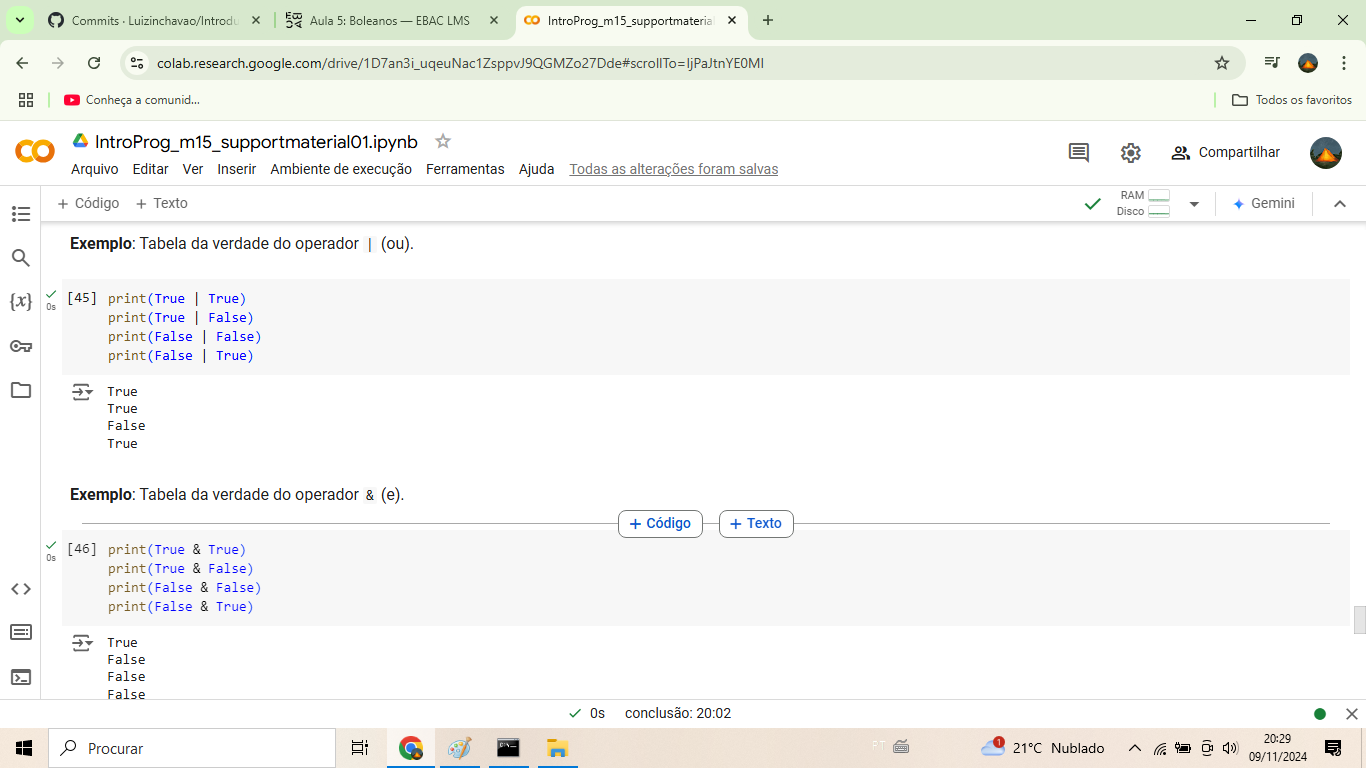 Commits · Luizinchavao/Introdu
Aula 5: Boleanos — EBAC LMS
IntroProg_m15_supportmaterial
colab.research.google.com/drive/1D7an3i_uqeuNac1ZsppvJ9QGMZo27Dde#scrollTo=IjPaJtnYE0MI
Conheça a comunid...
Todos os favoritos
IntroProg_m15_supportmaterial01.ipynb
Arquivo Editar Ver Inserir Ambiente de execução Ferramentas Ajuda Todas as alterações foram salvas
Compartilhar
+ Código + Texto
RAM
Disco
Gemini
Exemplo: Tabela da verdade do operador | (ou).
0s
[45] print(True | True)
print(True | False)
print(False | False)
print(False | True)
True
True
False
True
Exemplo: Tabela da verdade do operador & (e).
+ Código + Texto
0s
[46] print(True & True)
print(True & False)
print(False & False)
print(False & True)
True
False
False
False
0s conclusão: 20:02
Procurar
1
21°C Nublado
20:29
09/11/2024